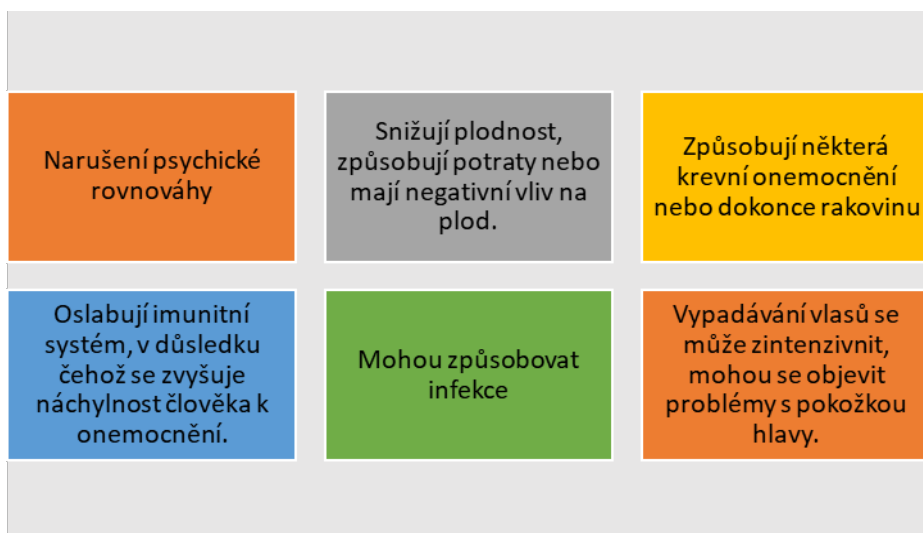 Narušení psychické
rovnováhy
Snižují plodnost,
způsobují potraty nebo
mají negativní vliv na
plod.
Způsobují některá
krevní onemocnění
nebo dokonce rakovinu
Oslabují imunitní
systém, v důsledku
čehož se zvyšuje
náchylnost člověka k
onemocnění.
Mohou způsobovat
infekce
Vypadávání vlasů se
může zintenzivnit,
mohou se objevit
problémy s pokožkou
hlavy.